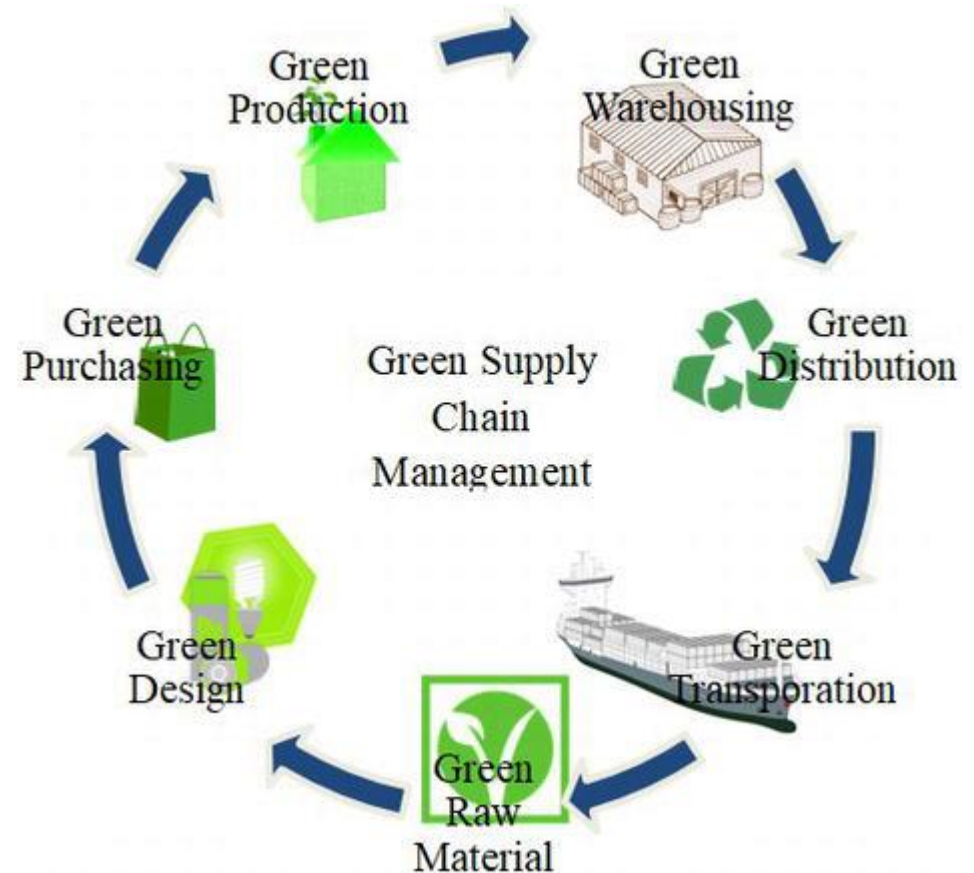 Green
Production
Green
Warehousing
Green
Purchasing
Green Supply
Chain
Management
Green
Distribution
Green
Design
Green
Transporation
Green
Raw
Material